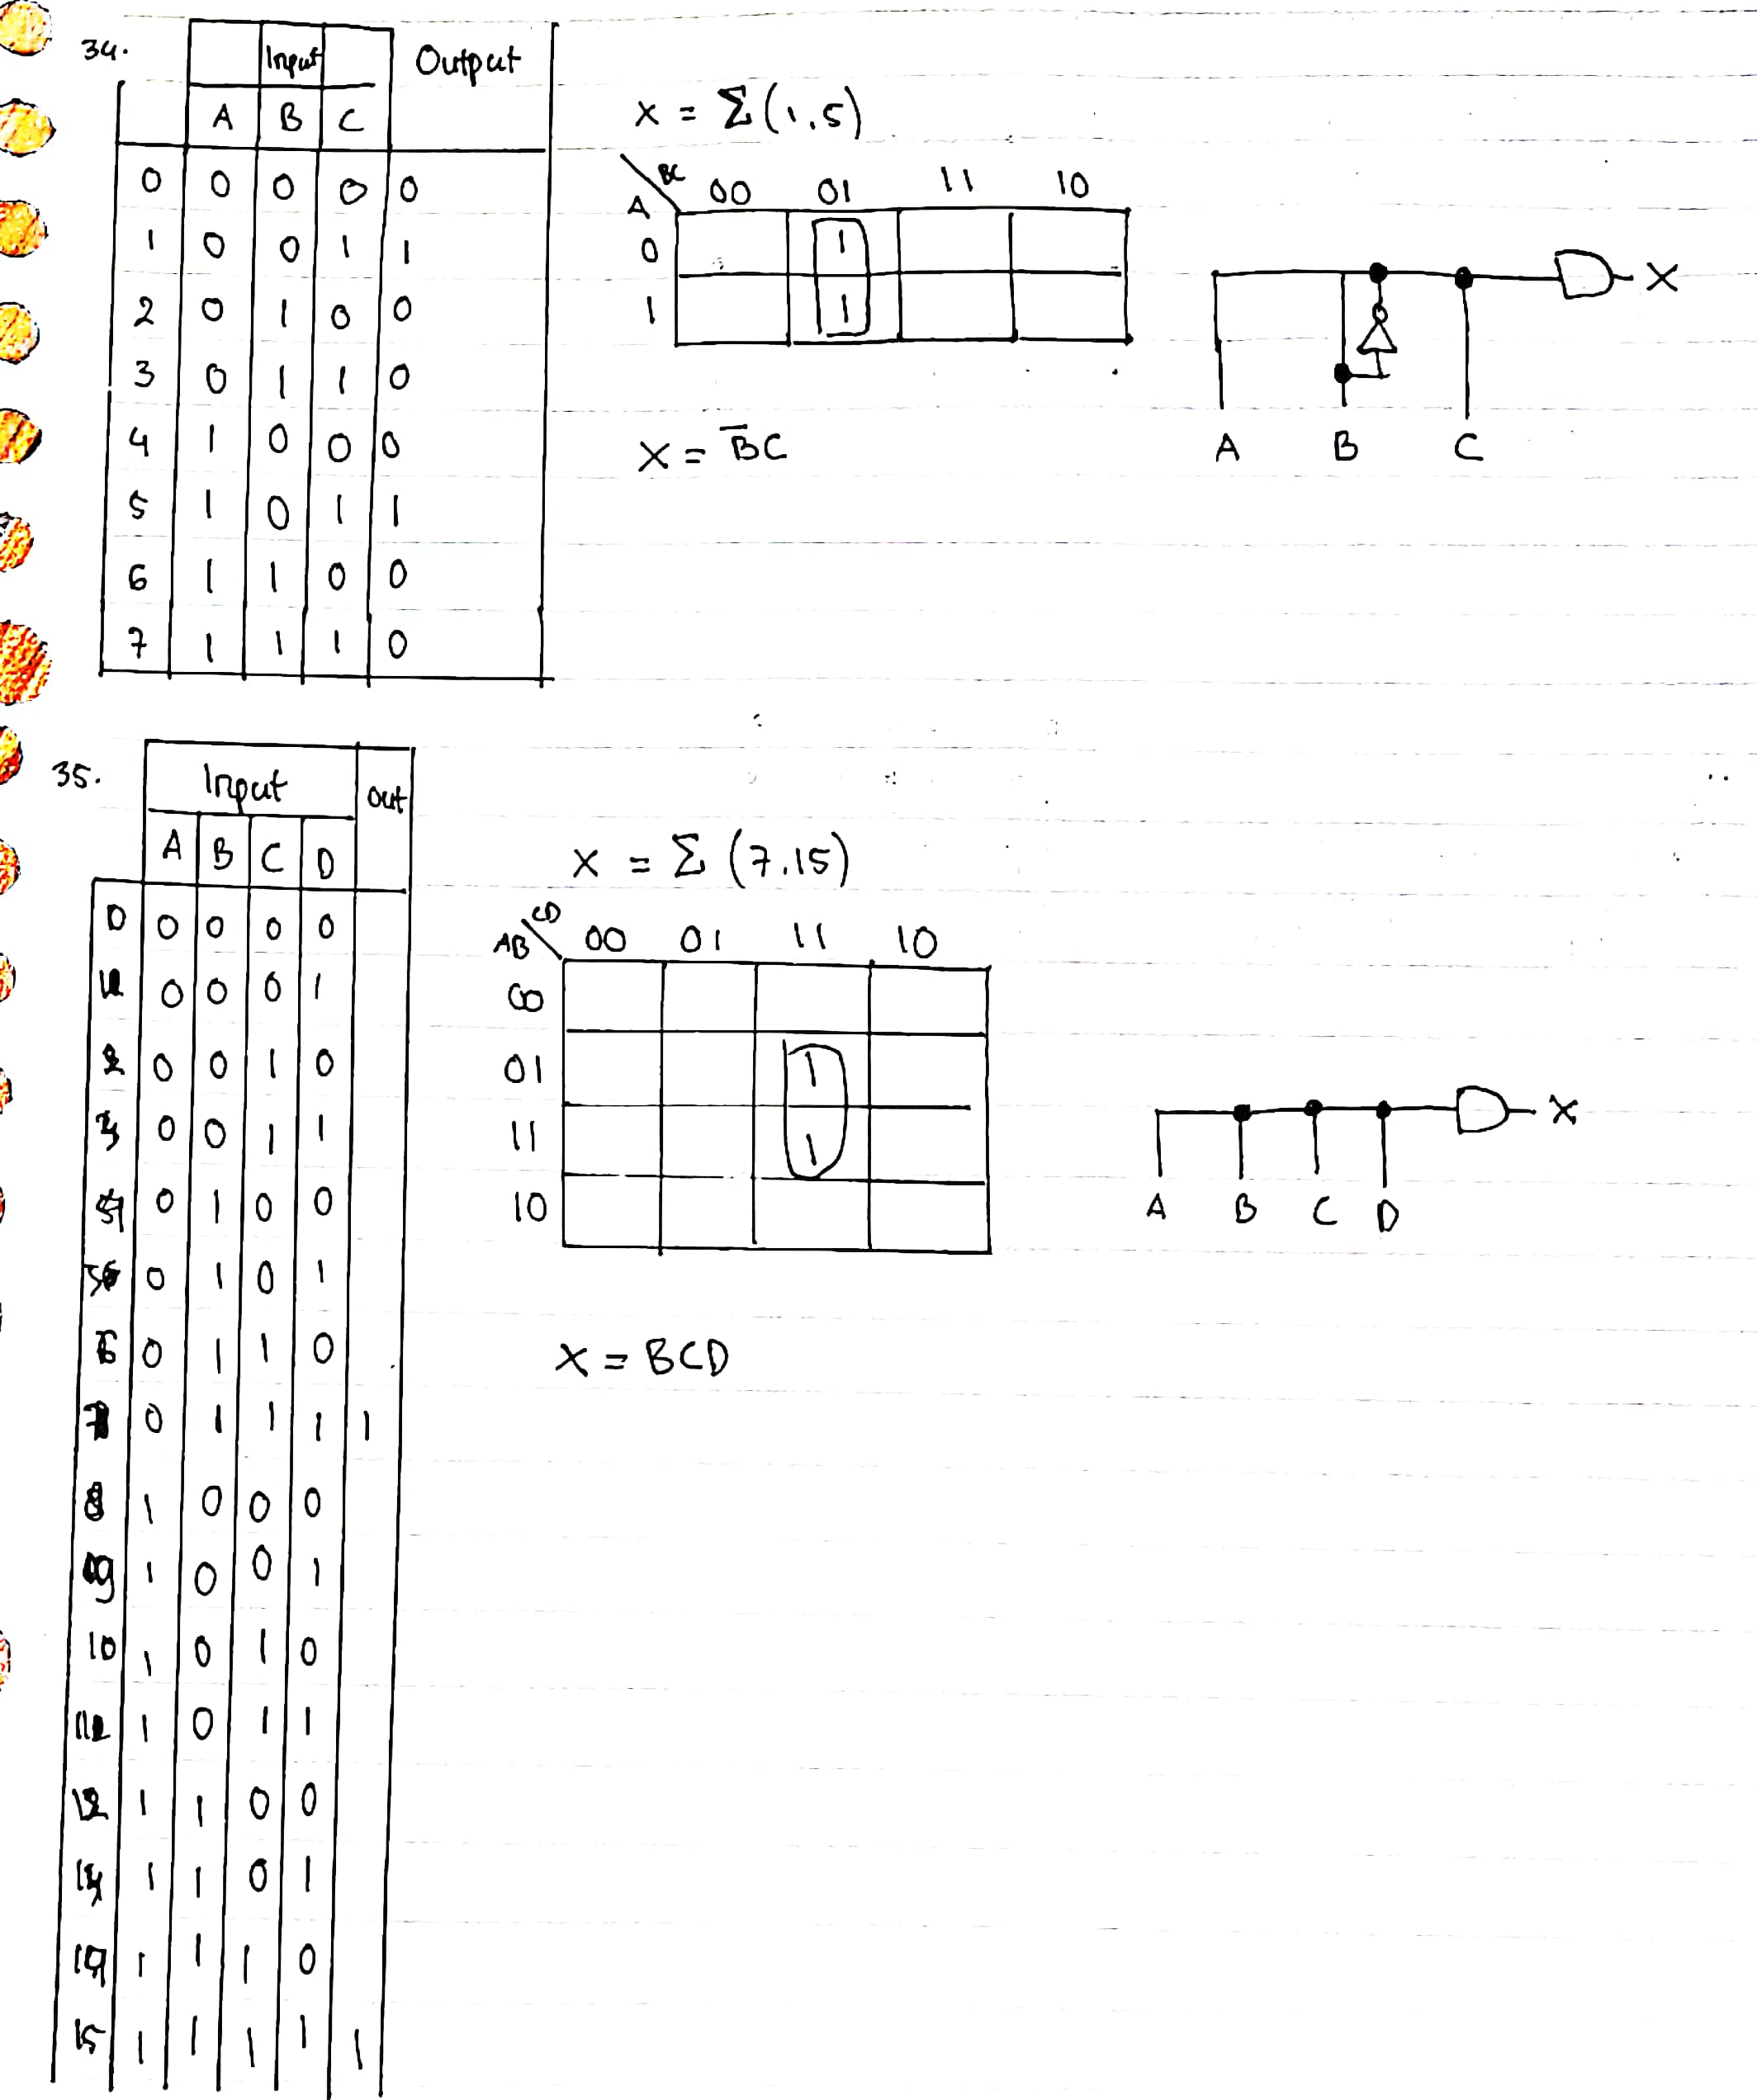 34.
Input Output
A B C
0 0 0 0 0
1 0 0 1 1
2 0 1 0 0
3 0 1 1 0
4 1 0 0 0
5 1 0 1 1
6 1 1 0 0
7 1 1 1 0
X = Σ(1,5)
A BC 00 01 11 10
0 1
1 1
X = B̅C
X
A B C
35.
Input out
A B C D
0 0 0 0 0
1 0 0 0 1
2 0 0 1 0
3 0 0 1 1
4 0 1 0 0
5 0 1 0 1
6 0 1 1 0
7 0 1 1 1 1
8 1 0 0 0
9 1 0 0 1
10 1 0 1 0
11 1 0 1 1
12 1 1 0 0
13 1 1 0 1
14 1 1 1 0
15 1 1 1 1 1
X = Σ (7,15)
AB CD 00 01 11 10
00
01 1
11 1
10
X = BCD
X
A B C D